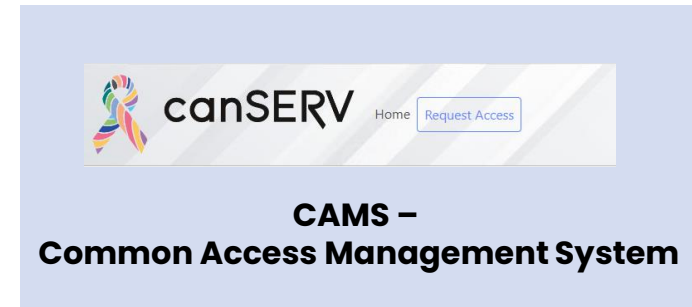 canSERV Home Request Access
CAMS –
Common Access Management System